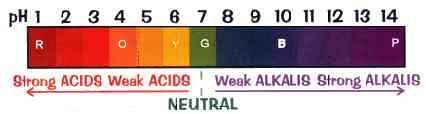 pH 1 2 3 4 5 6 7 8 9 10 11 12 13 14
R O Y G B P
Strong ACIDS Weak ACIDS Weak ALKALIS Strong ALKALIS
NEUTRAL